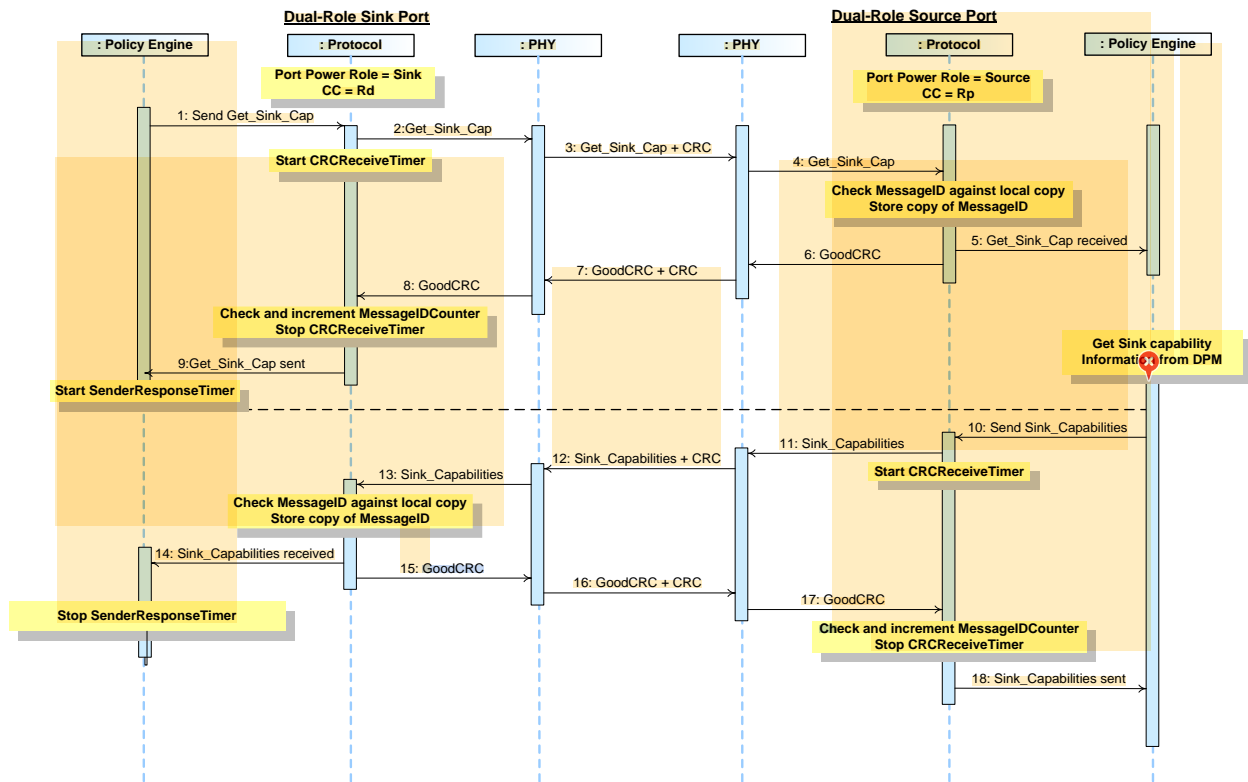 Dual-Role Sink Port
Dual-Role Source Port
: Policy Engine
: Protocol
: PHY
: PHY
: Protocol
: Policy Engine
Port Power Role = Sink
CC = Rd
Port Power Role = Source
CC = Rp
1: Send Get_Sink_Cap
2:Get_Sink_Cap
Start CRCReceiveTimer
3: Get_Sink_Cap + CRC
4: Get_Sink_Cap
Check MessageID against local copy
Store copy of MessageID
5: Get_Sink_Cap received
6: GoodCRC
7: GoodCRC + CRC
8: GoodCRC
Check and increment MessageIDCounter
Stop CRCReceiveTimer
9:Get_Sink_Cap sent
Start SenderResponseTimer
Get Sink capability
Information from DPM
10: Send Sink_Capabilities
11: Sink_Capabilities
Start CRCReceiveTimer
12: Sink_Capabilities + CRC
13: Sink_Capabilities
Check MessageID against local copy
Store copy of MessageID
14: Sink_Capabilities received
15: GoodCRC
16: GoodCRC + CRC
17: GoodCRC
Stop SenderResponseTimer
Check and increment MessageIDCounter
Stop CRCReceiveTimer
18: Sink_Capabilities sent